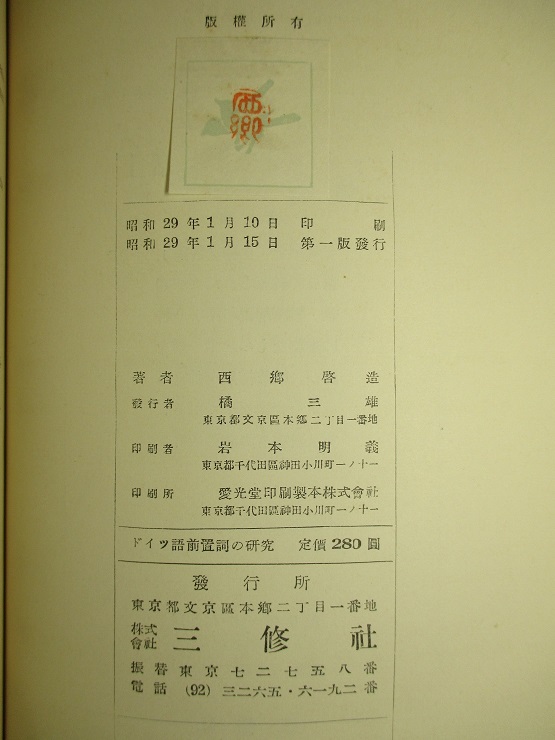 版權所有
西鄕
昭和29年1月10日 印刷
昭和29年1月15日 第一版發行
著者 西鄕啓造
發行者 橘三雄
東京都文京區本鄕二丁目一番地
印刷者 岩本明義
東京都千代田區神田小川町一ノ十一
印刷所 愛光堂印刷製本株式會社
東京都千代田區神田小川町一ノ十一
ドイツ語前置詞の研究 定價280圓
發行所
東京都文京區本鄕二丁目一番地
株式會社 三修社
振替東京七二七五八番
電話 (92) 三二六五・六一九二番